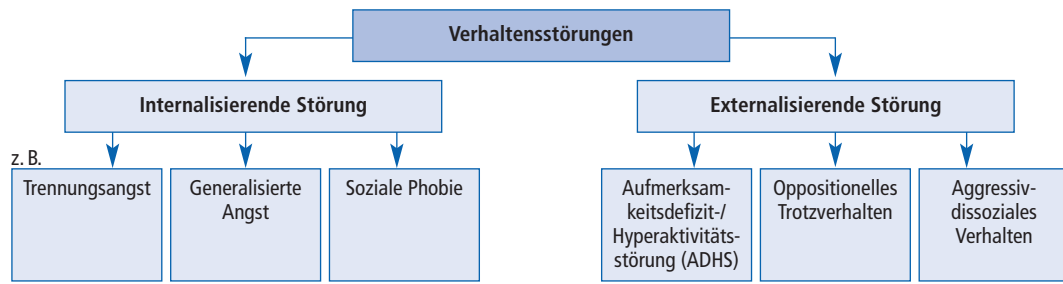 Verhaltensstörungen
Internalisierende Störung
Externalisierende Störung
z. B.
Trennungsangst
Generalisierte
Angst
Soziale Phobie
Aufmerksam-
keitsdefizit-/
Hyperaktivitäts-
störung (ADHS)
Oppositionelles
Trotzverhalten
Aggressiv-
dissoziales
Verhalten